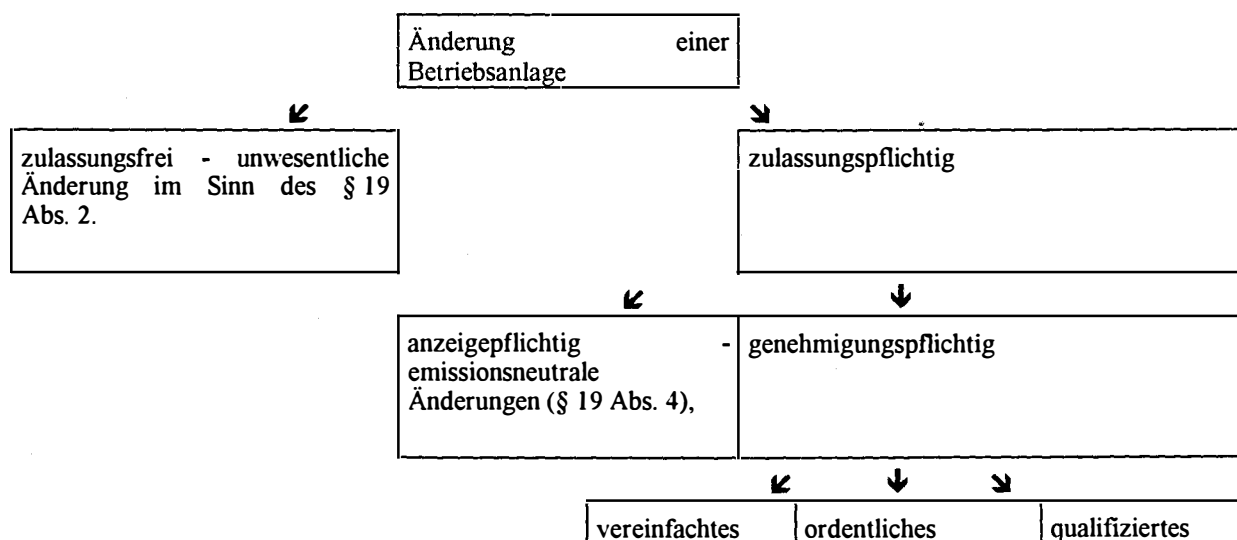 Änderung einer
Betriebsanlage
zulassungsfrei - unwesentliche
Änderung im Sinn des § 19
Abs. 2.
zulassungspflichtig
anzeigepflichtig -
emissionsneutrale
Änderungen (§ 19 Abs. 4),
genehmigungspflichtig
vereinfachtes
ordentliches
qualifiziertes